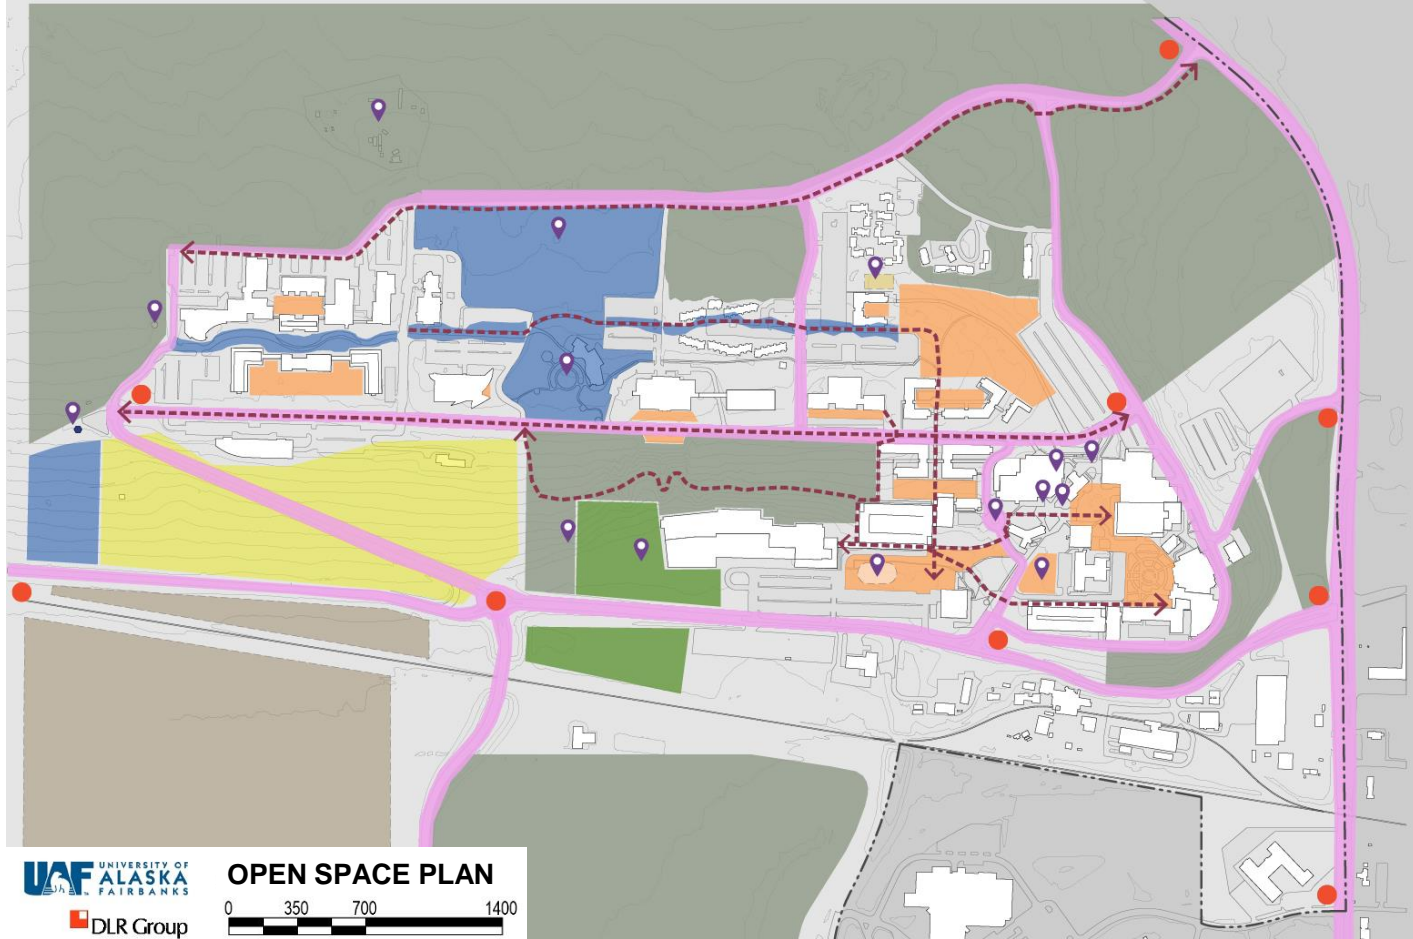 UAF
UNIVERSITY OF
ALASKA
FAIRBANKS
DLR Group
OPEN SPACE PLAN
0 350 700 1400